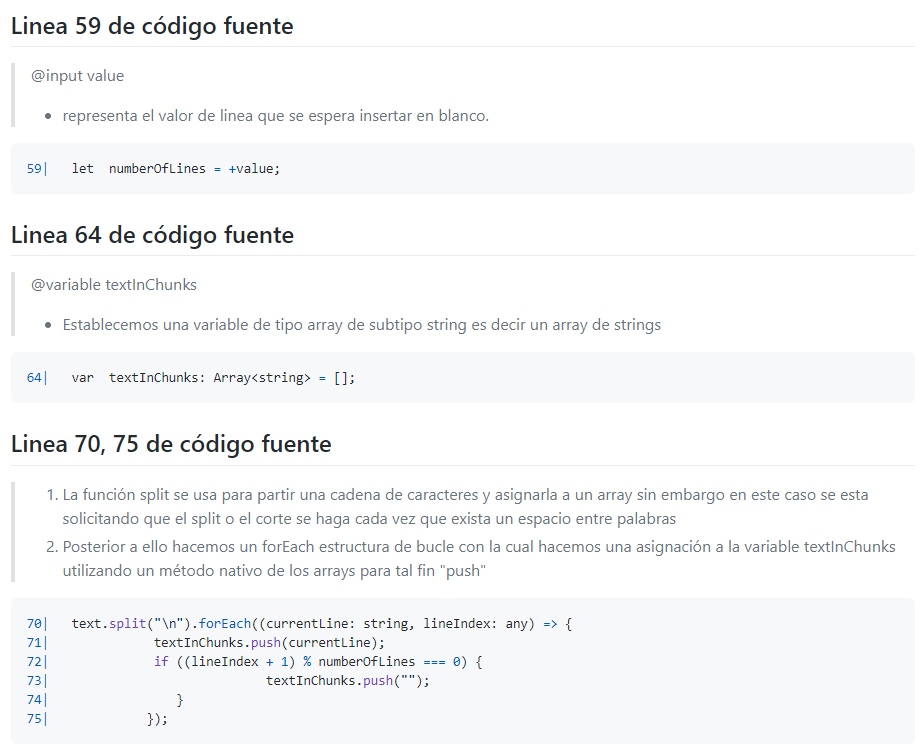 Linea 59 de código fuente
@input value
• representa el valor de linea que se espera insertar en blanco.
59|   let  numberOfLines = +value;
Linea 64 de código fuente
@variable textInChunks
• Establecemos una variable de tipo array de subtipo string es decir un array de strings
64|   var  textInChunks: Array<string> = [];
Linea 70, 75 de código fuente
1. La función split se usa para partir una cadena de caracteres y asignarla a un array sin embargo en este caso se esta
solicitando que el split o el corte se haga cada vez que exista un espacio entre palabras
2. Posterior a ello hacemos un forEach estructura de bucle con la cual hacemos una asignación a la variable textInChunks
utilizando un método nativo de los arrays para tal fin "push"
70|   text.split("\n").forEach((currentLine: string, lineIndex: any) => {
71|              textInChunks.push(currentLine);
72|              if ((lineIndex + 1) % numberOfLines === 0) {
73|                             textInChunks.push("");
74|                 }
75|             });